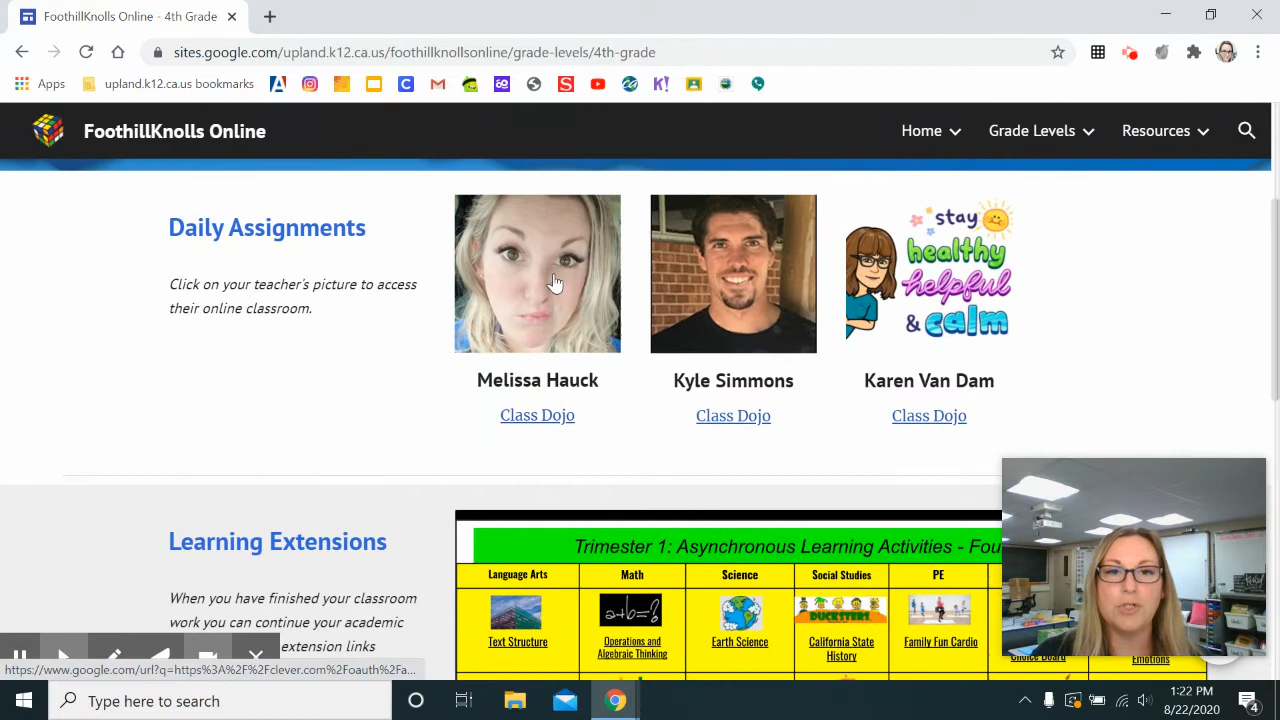 FoothillKnolls Online - 4th Grade
sites.google.com/upland.k12.ca.us/foothillknollsonline/grade-levels/4th-grade
Apps upland.k12.ca.us bookmarks
FoothillKnolls Online Home Grade Levels Resources
Daily Assignments
Click on your teacher's picture to access
their online classroom.
stay
healthy
helpful
& calm
Melissa Hauck Kyle Simmons Karen Van Dam
Class Dojo Class Dojo Class Dojo
Learning Extensions
When you have finished your classroom
work you can continue your academic
extension links
Trimester 1: Asynchronous Learning Activities - Fou
Language Arts Math Science Social Studies PE
a+b=? DUCKSTERS
Text Structure Operations and Algebraic Thinking Earth Science California State History Family Fun Cardio
Choice Board Emotions
https://www.google.com/url?q=https%3A%2F%2Fclever.com%2Foauth%2Fa...
Type here to search
1:22 PM
8/22/2020
4